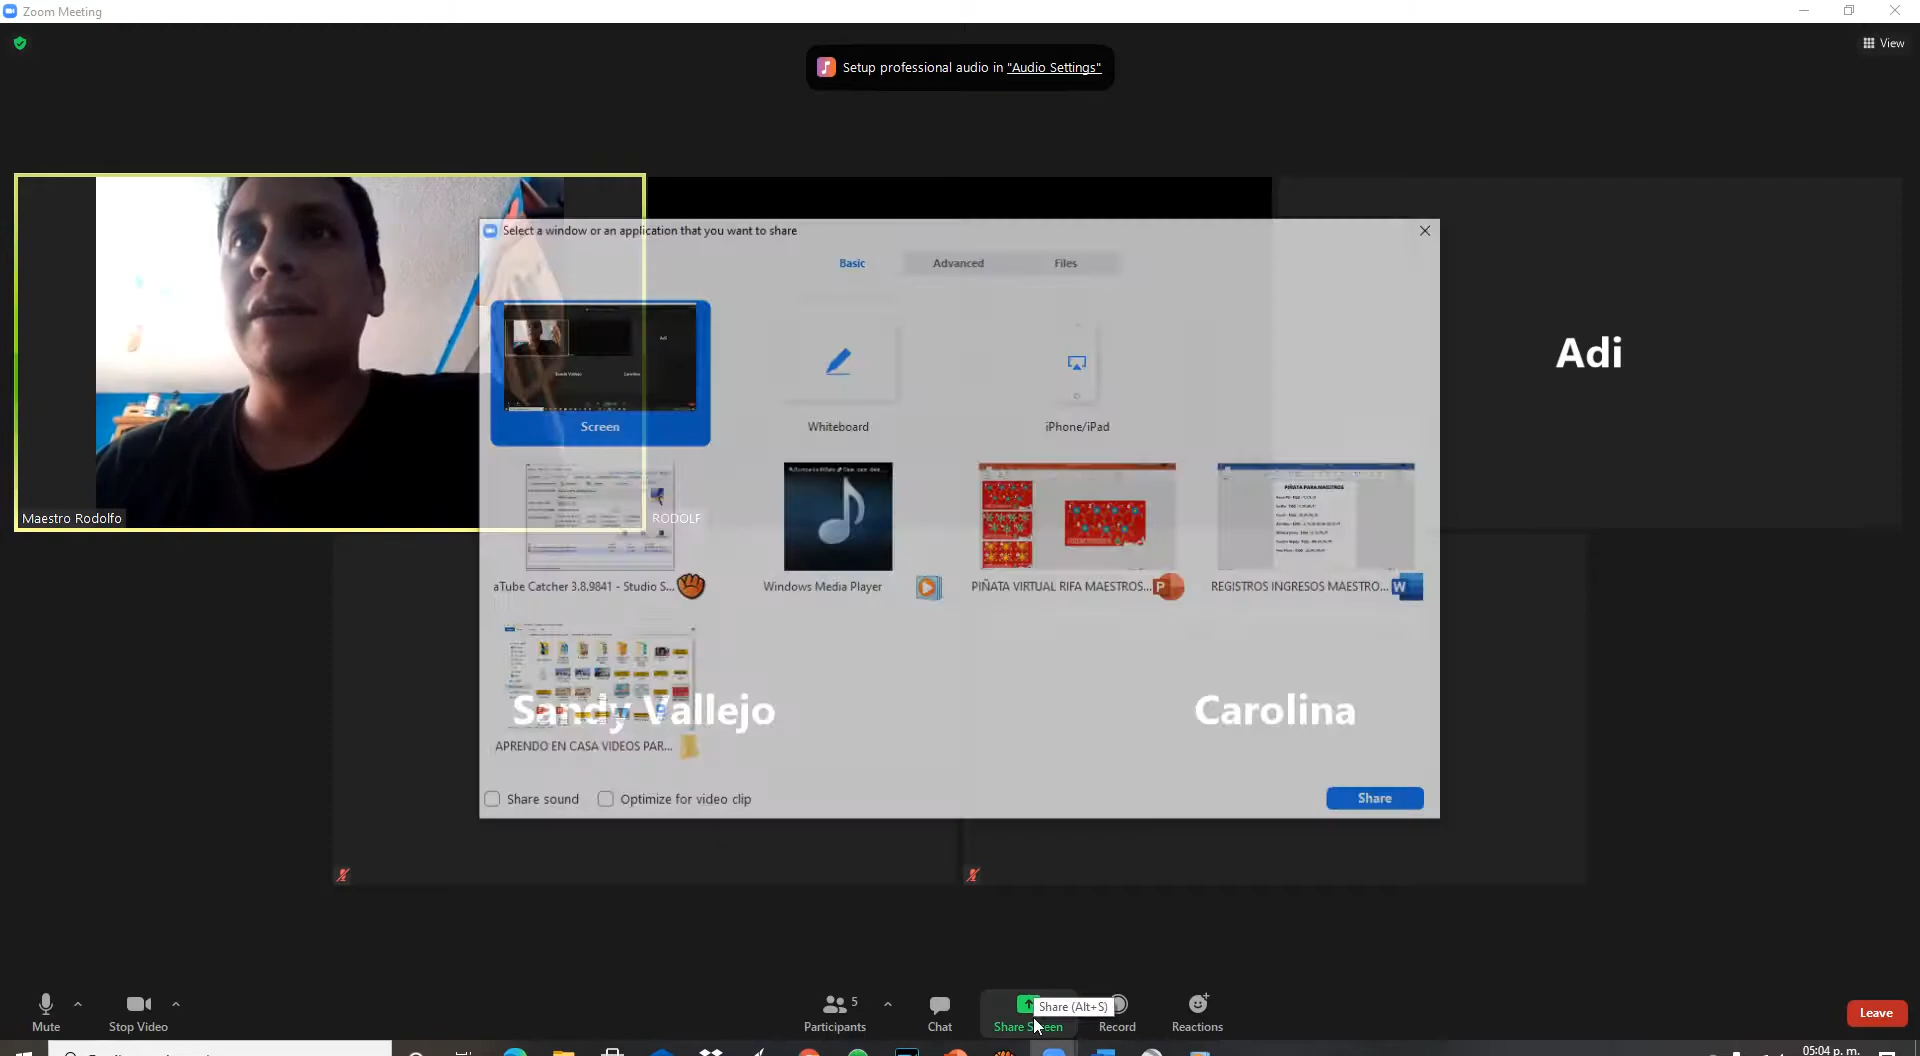 Zoom Meeting
View
Setup professional audio in "Audio Settings"
Select a window or an application that you want to share
Basic
Advanced
Files
Adi
Screen
Whiteboard
iPhone/iPad
Maestro Rodolfo
RODOLF
aTube Catcher 3.8.9841 - Studio S...
Windows Media Player
PIÑATA VIRTUAL RIFA MAESTROS...
REGISTROS INGRESOS MAESTRO...
PIÑATA PARA MAESTROS
Sandy Vallejo
Carolina
APRENDO EN CASA VIDEOS PAR...
Share sound
Optimize for video clip
Share
Mute
Stop Video
5
Participants
Chat
Share (Alt+S)
Share Screen
Record
Reactions
Leave
05:04 p. m.